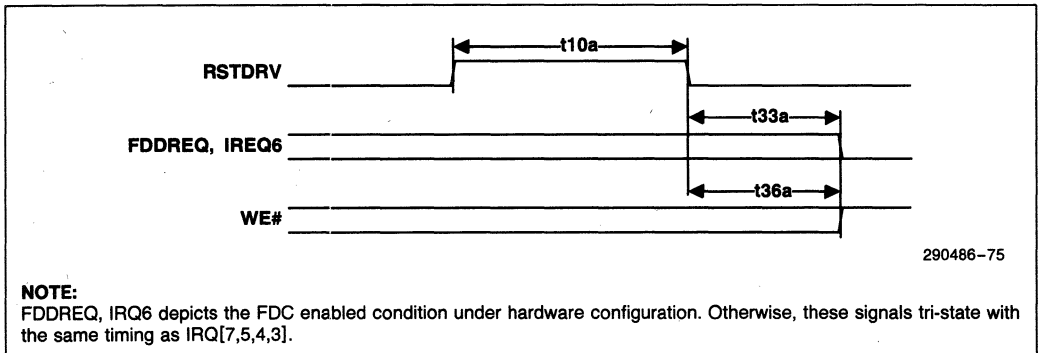 t10a
RSTDRV
t33a
FDDREQ, IREQ6
t36a
WE#
290486–75
NOTE:
FDDREQ, IRQ6 depicts the FDC enabled condition under hardware configuration. Otherwise, these signals tri-state with
the same timing as IRQ[7,5,4,3].